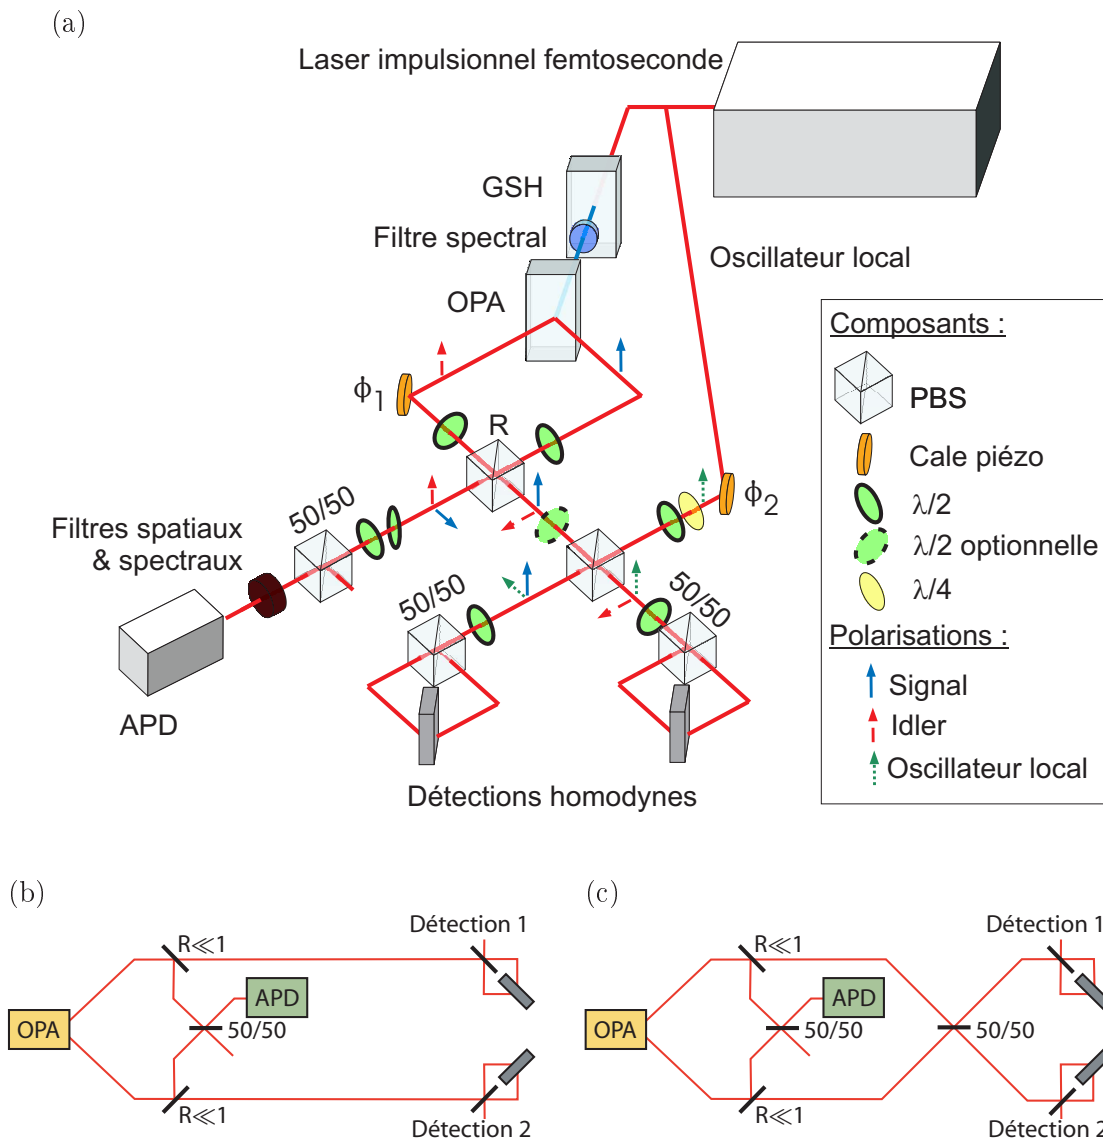 (a)
Laser impulsionnel femtoseconde
GSH
Filtre spectral
Oscillateur local
OPA
ϕ1
R
ϕ2
50/50
Filtres spatiaux
& spectraux
50/50
50/50
APD
Détections homodynes
Composants :
PBS
Cale piézo
λ/2
λ/2 optionnelle
λ/4
Polarisations :
Signal
Idler
Oscillateur local
(b)
Détection 1
R≪1
APD
OPA
50/50
R≪1
Détection 2
(c)
Détection 1
R≪1
APD
OPA
50/50
50/50
R≪1
Détection 2